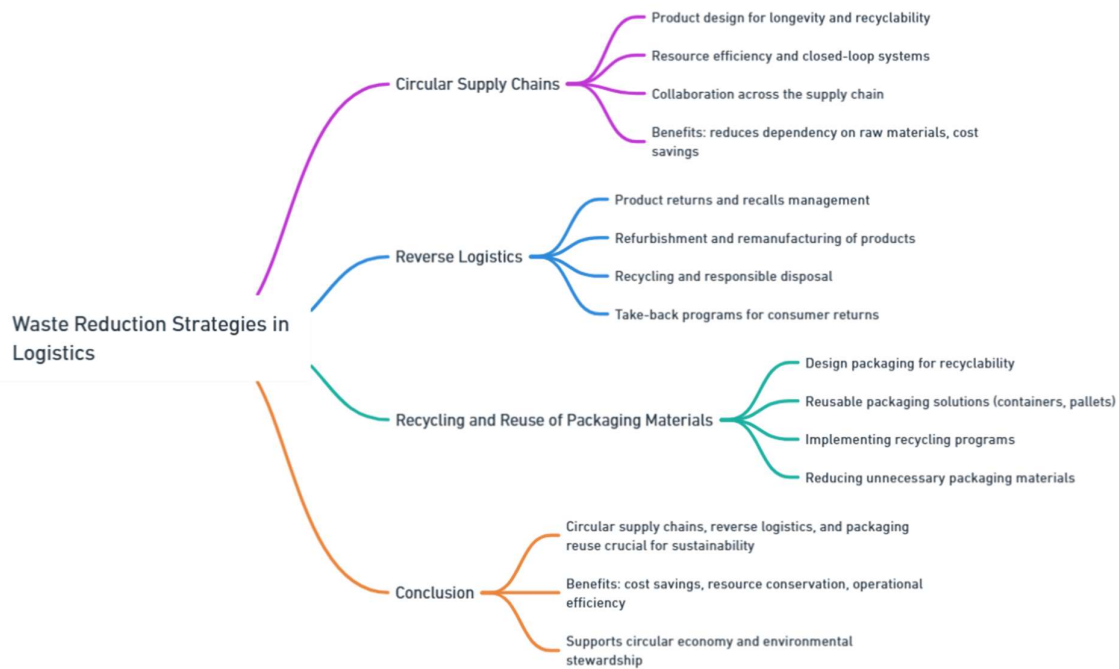 Waste Reduction Strategies in
Logistics
Circular Supply Chains
Product design for longevity and recyclability
Resource efficiency and closed-loop systems
Collaboration across the supply chain
Benefits: reduces dependency on raw materials, cost
savings
Reverse Logistics
Product returns and recalls management
Refurbishment and remanufacturing of products
Recycling and responsible disposal
Take-back programs for consumer returns
Recycling and Reuse of Packaging Materials
Design packaging for recyclability
Reusable packaging solutions (containers, pallets)
Implementing recycling programs
Reducing unnecessary packaging materials
Conclusion
Circular supply chains, reverse logistics, and packaging
reuse crucial for sustainability
Benefits: cost savings, resource conservation, operational
efficiency
Supports circular economy and environmental
stewardship